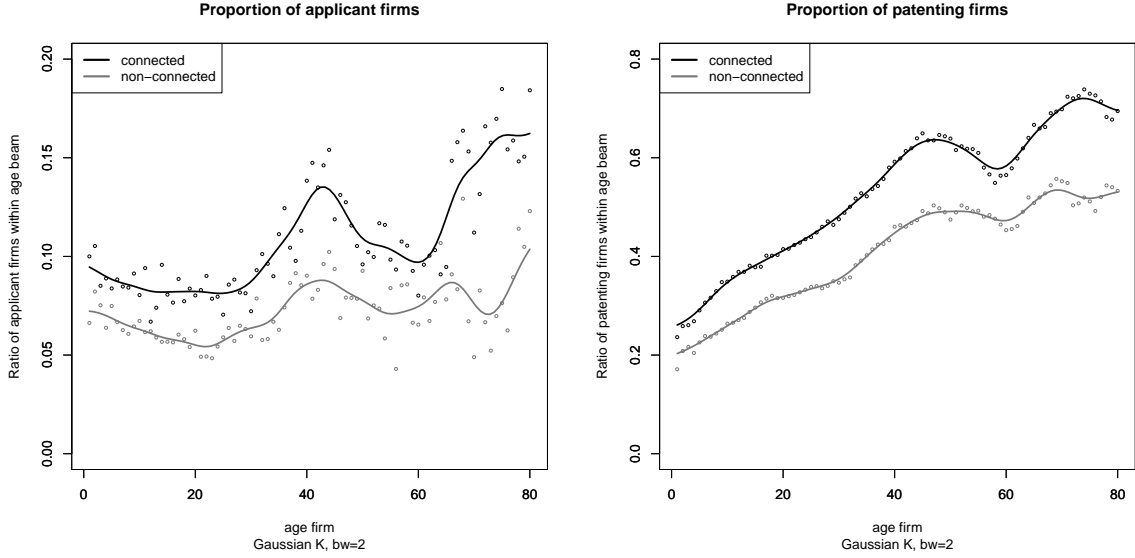 Proportion of applicant firms
Ratio of applicant firms within age beam
0.20
0.15
0.10
0.05
0.00
connected
non−connected
0 20 40 60 80
age firm
Gaussian K, bw=2
Proportion of patenting firms
Ratio of patenting firms within age beam
0.8
0.6
0.4
0.2
0.0
connected
non−connected
0 20 40 60 80
age firm
Gaussian K, bw=2